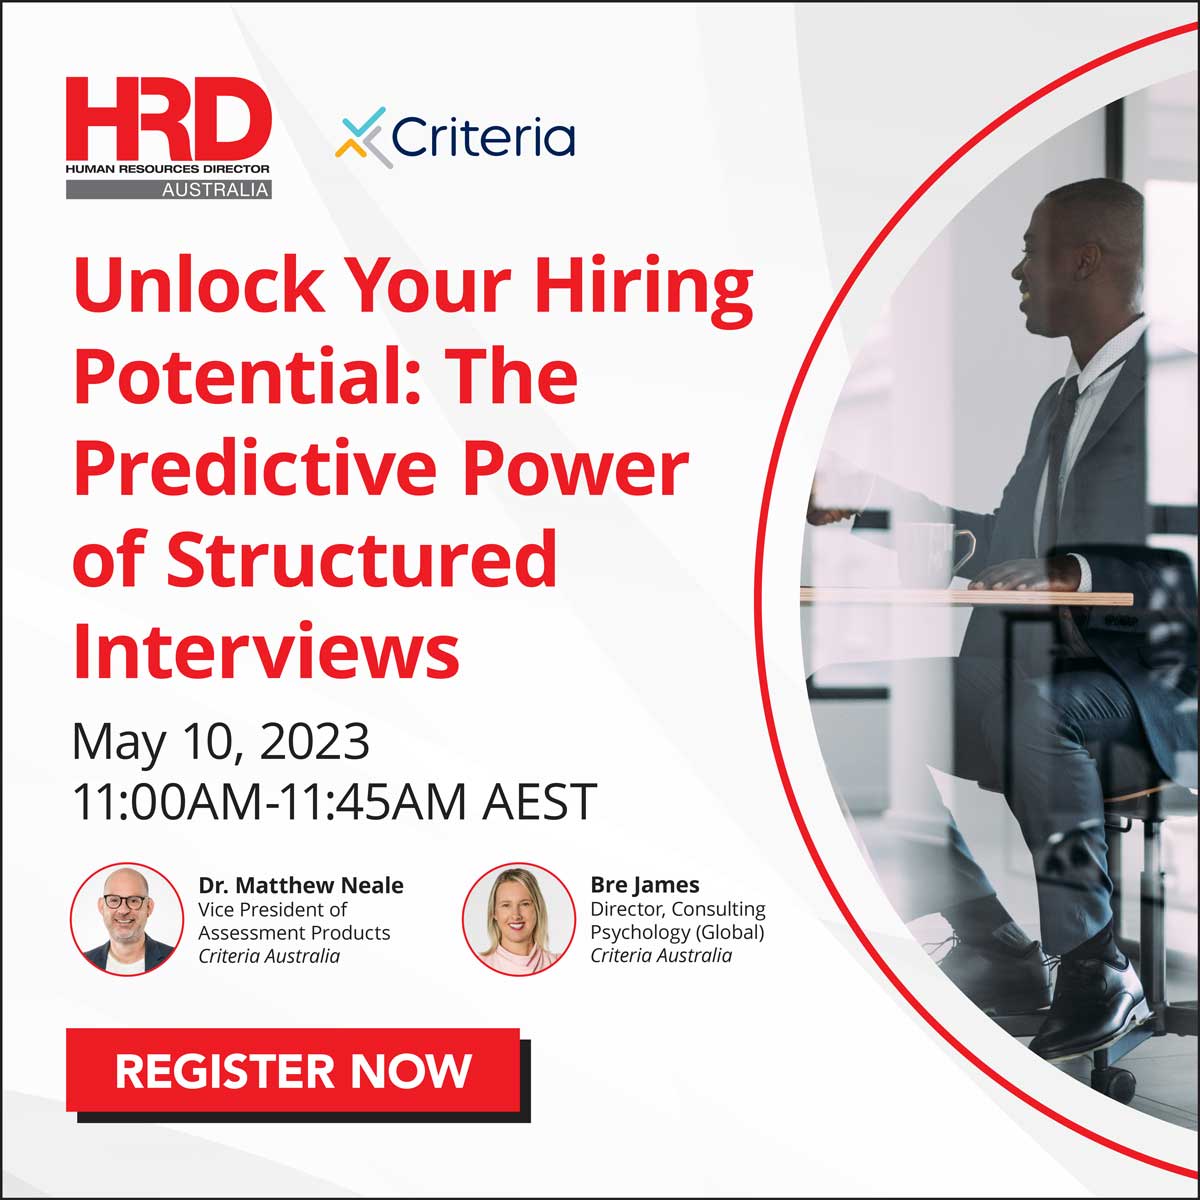 HRD
HUMAN RESOURCES DIRECTOR
AUSTRALIA
Criteria
Unlock Your Hiring
Potential: The
Predictive Power
of Structured
Interviews
May 10, 2023
11:00AM-11:45AM AEST
Dr. Matthew Neale
Vice President of
Assessment Products
Criteria Australia
Bre James
Director, Consulting
Psychology (Global)
Criteria Australia
REGISTER NOW